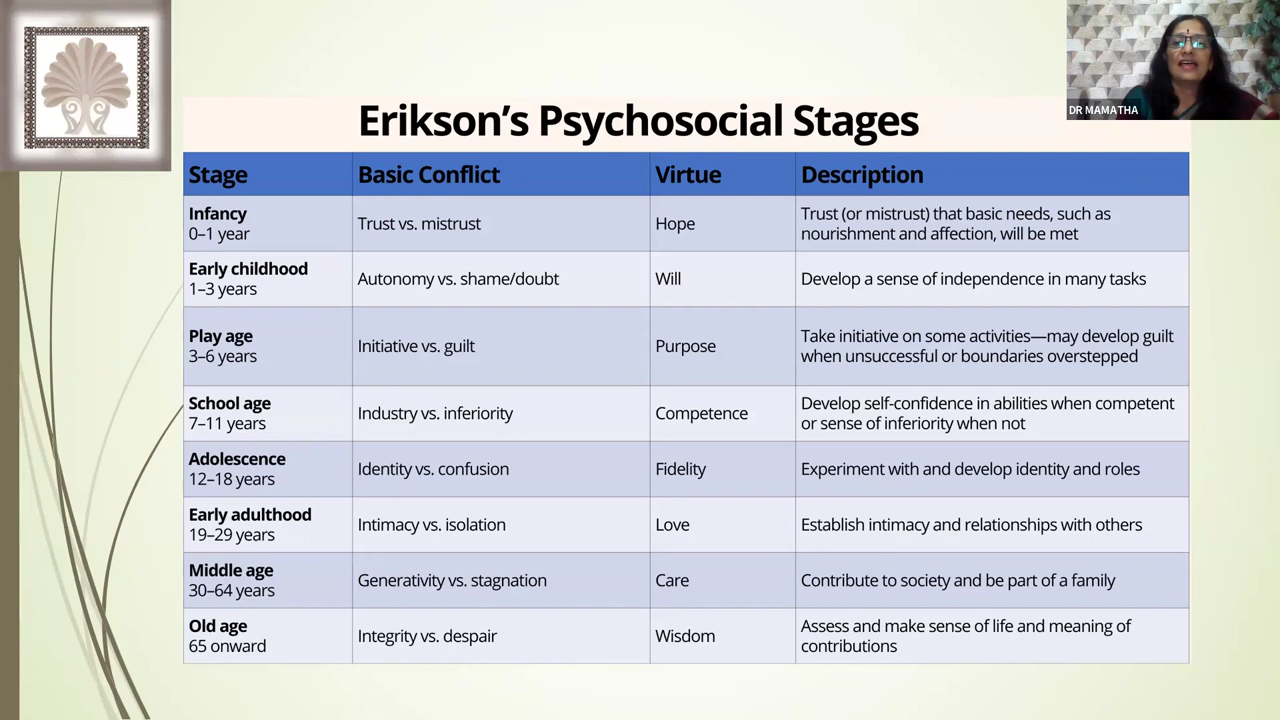 DR MAMATHA
Erikson’s Psychosocial Stages
Stage Basic Conflict Virtue Description
Infancy
0–1 year
Trust vs. mistrust
Hope
Trust (or mistrust) that basic needs, such as
nourishment and affection, will be met
Early childhood
1–3 years
Autonomy vs. shame/doubt
Will
Develop a sense of independence in many tasks
Play age
3–6 years
Initiative vs. guilt
Purpose
Take initiative on some activities—may develop guilt
when unsuccessful or boundaries overstepped
School age
7–11 years
Industry vs. inferiority
Competence
Develop self-confidence in abilities when competent
or sense of inferiority when not
Adolescence
12–18 years
Identity vs. confusion
Fidelity
Experiment with and develop identity and roles
Early adulthood
19–29 years
Intimacy vs. isolation
Love
Establish intimacy and relationships with others
Middle age
30–64 years
Generativity vs. stagnation
Care
Contribute to society and be part of a family
Old age
65 onward
Integrity vs. despair
Wisdom
Assess and make sense of life and meaning of
contributions